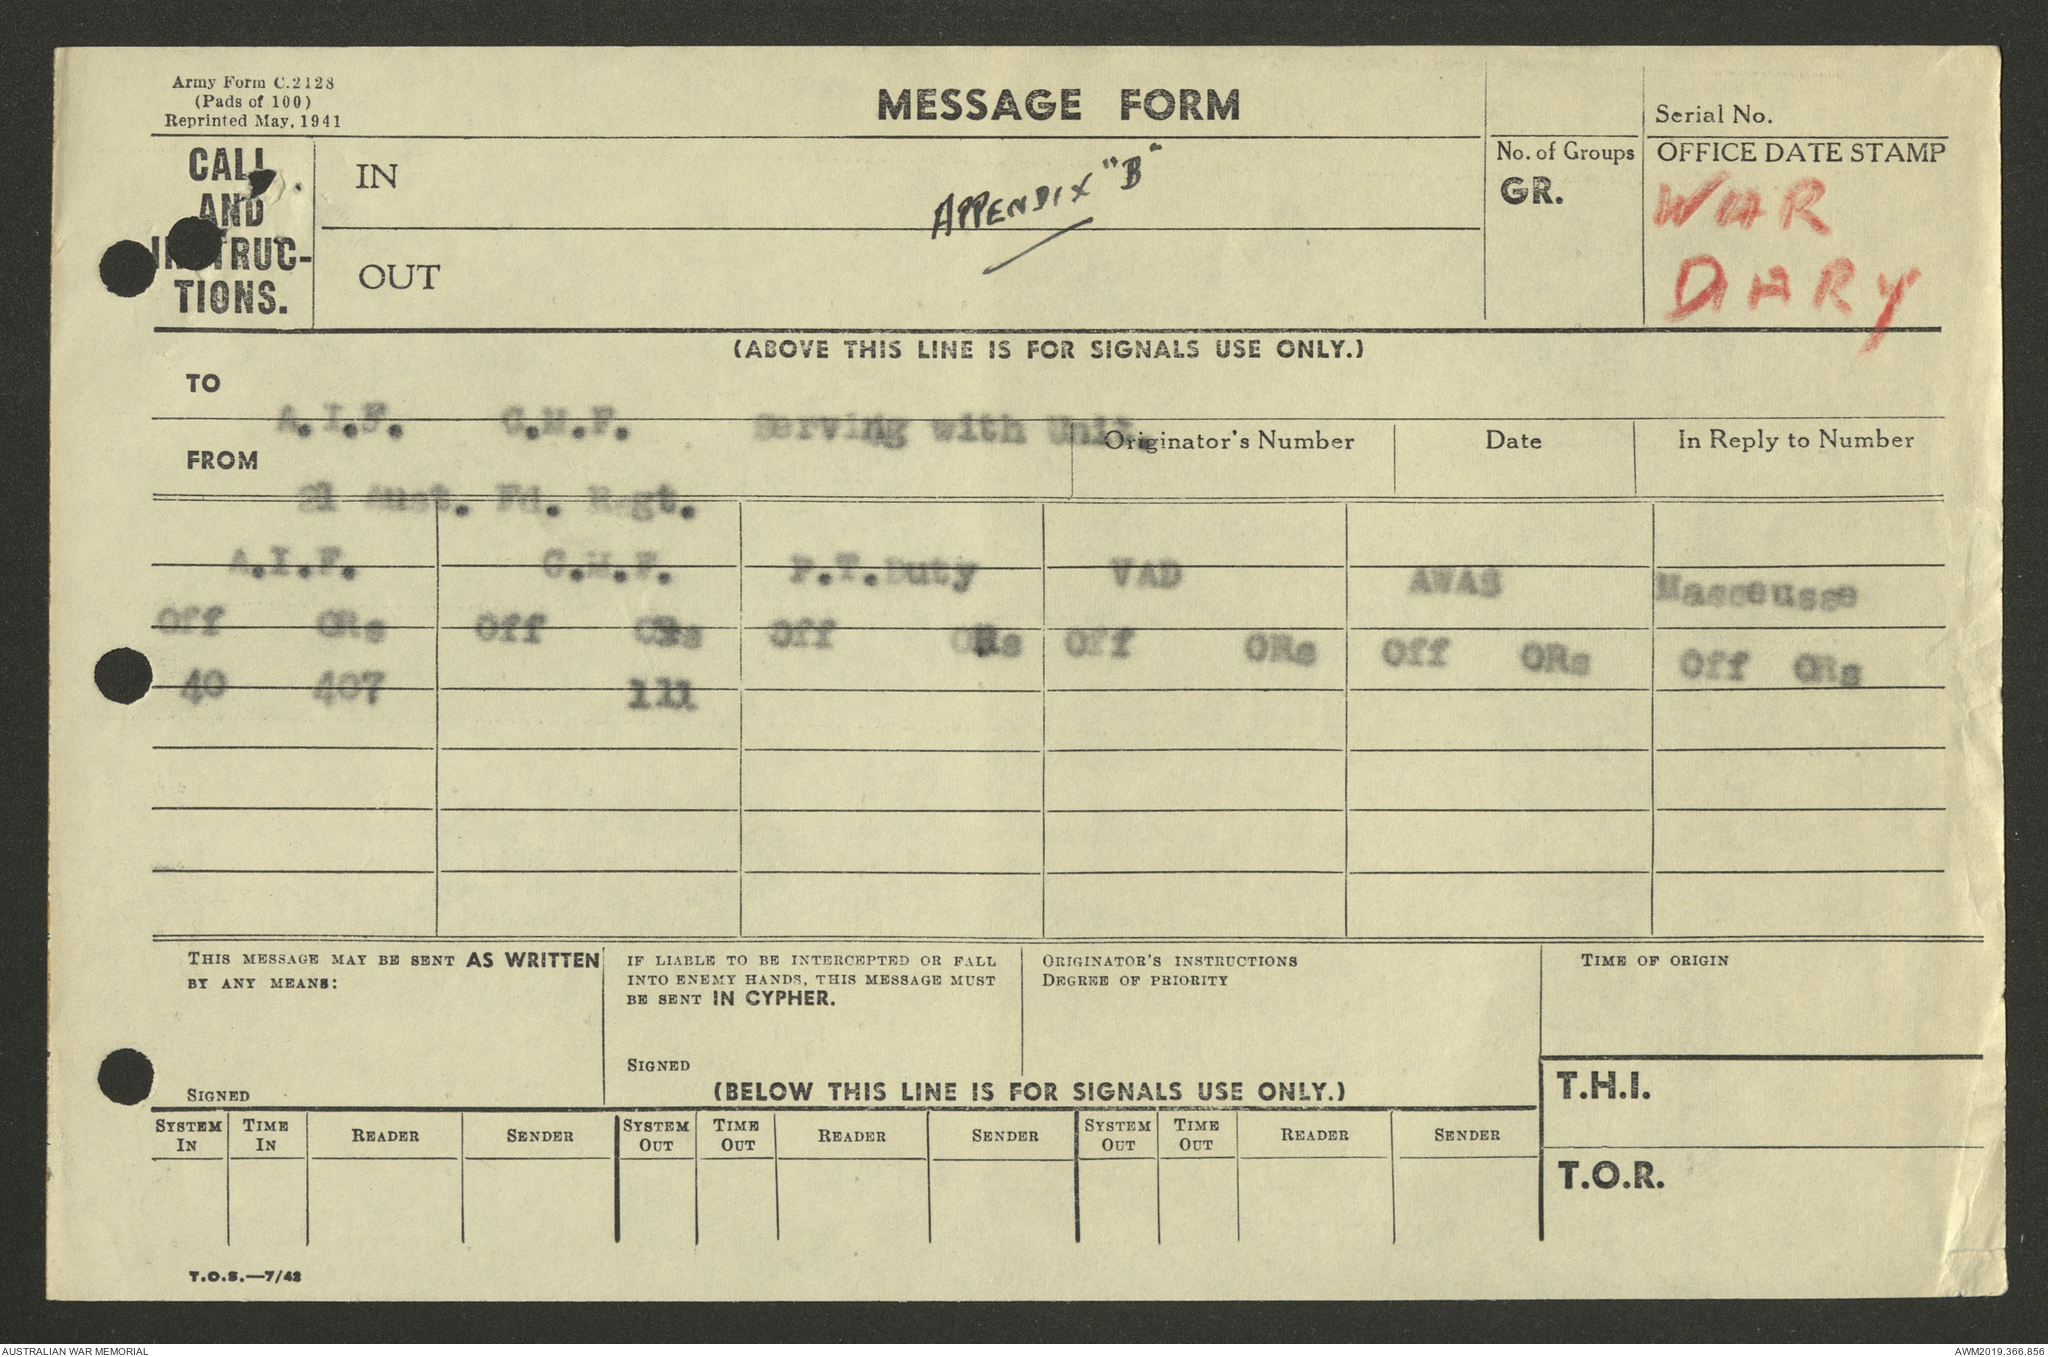 Army Form C.2128
(Pads of 100)
Reprinted May, 1941
MESSAGE FORM
Serial No.
CALL AND INSTRUC-TIONS.
IN
APPENDIX "B"
No. of Groups
GR.
OFFICE DATE STAMP
WAR
DIARY
OUT
(ABOVE THIS LINE IS FOR SIGNALS USE ONLY.)
TO
A.I.F. C.M.F. Serving with Unit.
FROM
Originator's Number Date In Reply to Number
Aust. Fd. Regt.
A.I.F. C.M.F. F.T.Duty VAD AWAS Masseusse
Off ORs Off ORs Off ORs Off ORs Off ORs Off ORs
40 407 111
THIS MESSAGE MAY BE SENT AS WRITTEN
BY ANY MEANS:
SIGNED
IF LIABLE TO BE INTERCEPTED OR FALL
INTO ENEMY HANDS, THIS MESSAGE MUST
BE SENT IN CYPHER.
SIGNED
ORIGINATOR'S INSTRUCTIONS
DEGREE OF PRIORITY
TIME OF ORIGIN
(BELOW THIS LINE IS FOR SIGNALS USE ONLY.)
T.H.I.
SYSTEM IN TIME IN READER SENDER SYSTEM OUT TIME OUT READER SENDER SYSTEM OUT TIME OUT READER SENDER
T.O.R.
T.O.S.—7/42
AUSTRALIAN WAR MEMORIAL
AWM2019.366.856